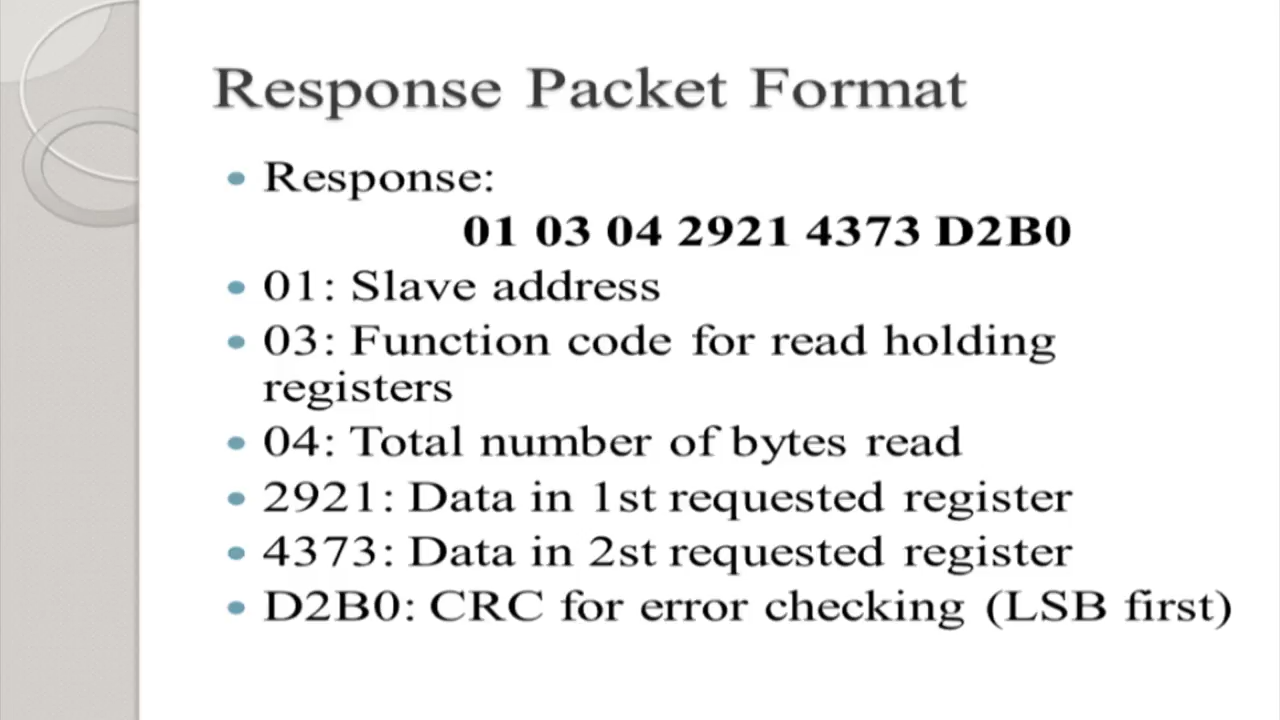 Response Packet Format
Response:
01 03 04 2921 4373 D2B0
01: Slave address
03: Function code for read holding
registers
04: Total number of bytes read
2921: Data in 1st requested register
4373: Data in 2st requested register
D2B0: CRC for error checking (LSB first)